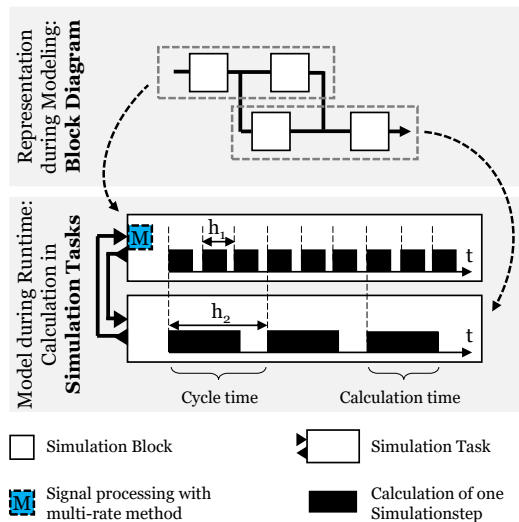 Representation
during Modeling:
Block Diagram
Model during Runtime:
Calculation in
Simulation Tasks
M
h₁
t
h₂
t
Cycle time
Calculation time
Simulation Block
Simulation Task
M
Signal processing with
multi-rate method
Calculation of one
Simulationstep